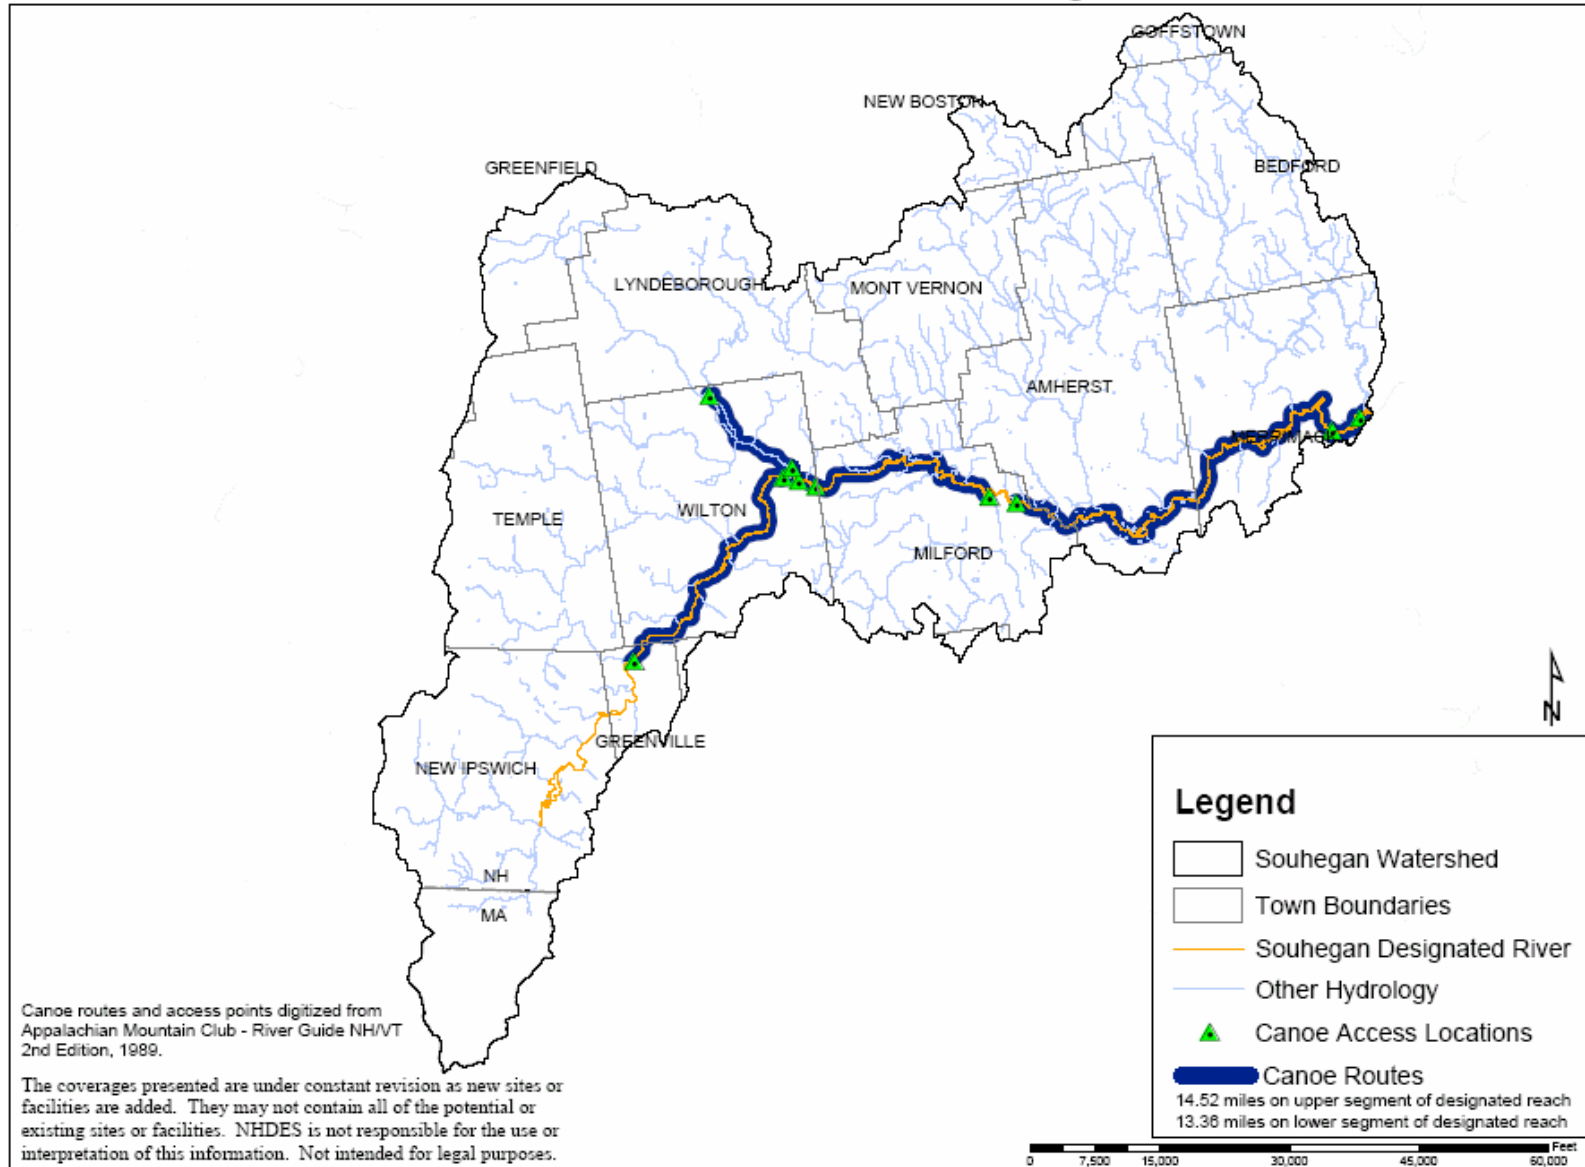 GOFFSTOWN
NEW BOSTON
GREENFIELD
BEDFORD
LYNDEBOROUGH
MONT VERNON
AMHERST
MERRIMACK
TEMPLE
WILTON
MILFORD
GREENVILLE
NEW IPSWICH
NH
MA
N
Legend
Souhegan Watershed
Town Boundaries
Souhegan Designated River
Other Hydrology
Canoe Access Locations
Canoe Routes
14.52 miles on upper segment of designated reach
13.36 miles on lower segment of designated reach
Canoe routes and access points digitized from
Appalachian Mountain Club - River Guide NH/VT
2nd Edition, 1989.
The coverages presented are under constant revision as new sites or
facilities are added. They may not contain all of the potential or
existing sites or facilities. NHDES is not responsible for the use or
interpretation of this information. Not intended for legal purposes.
Feet
0 7,500 15,000 30,000 45,000 60,000